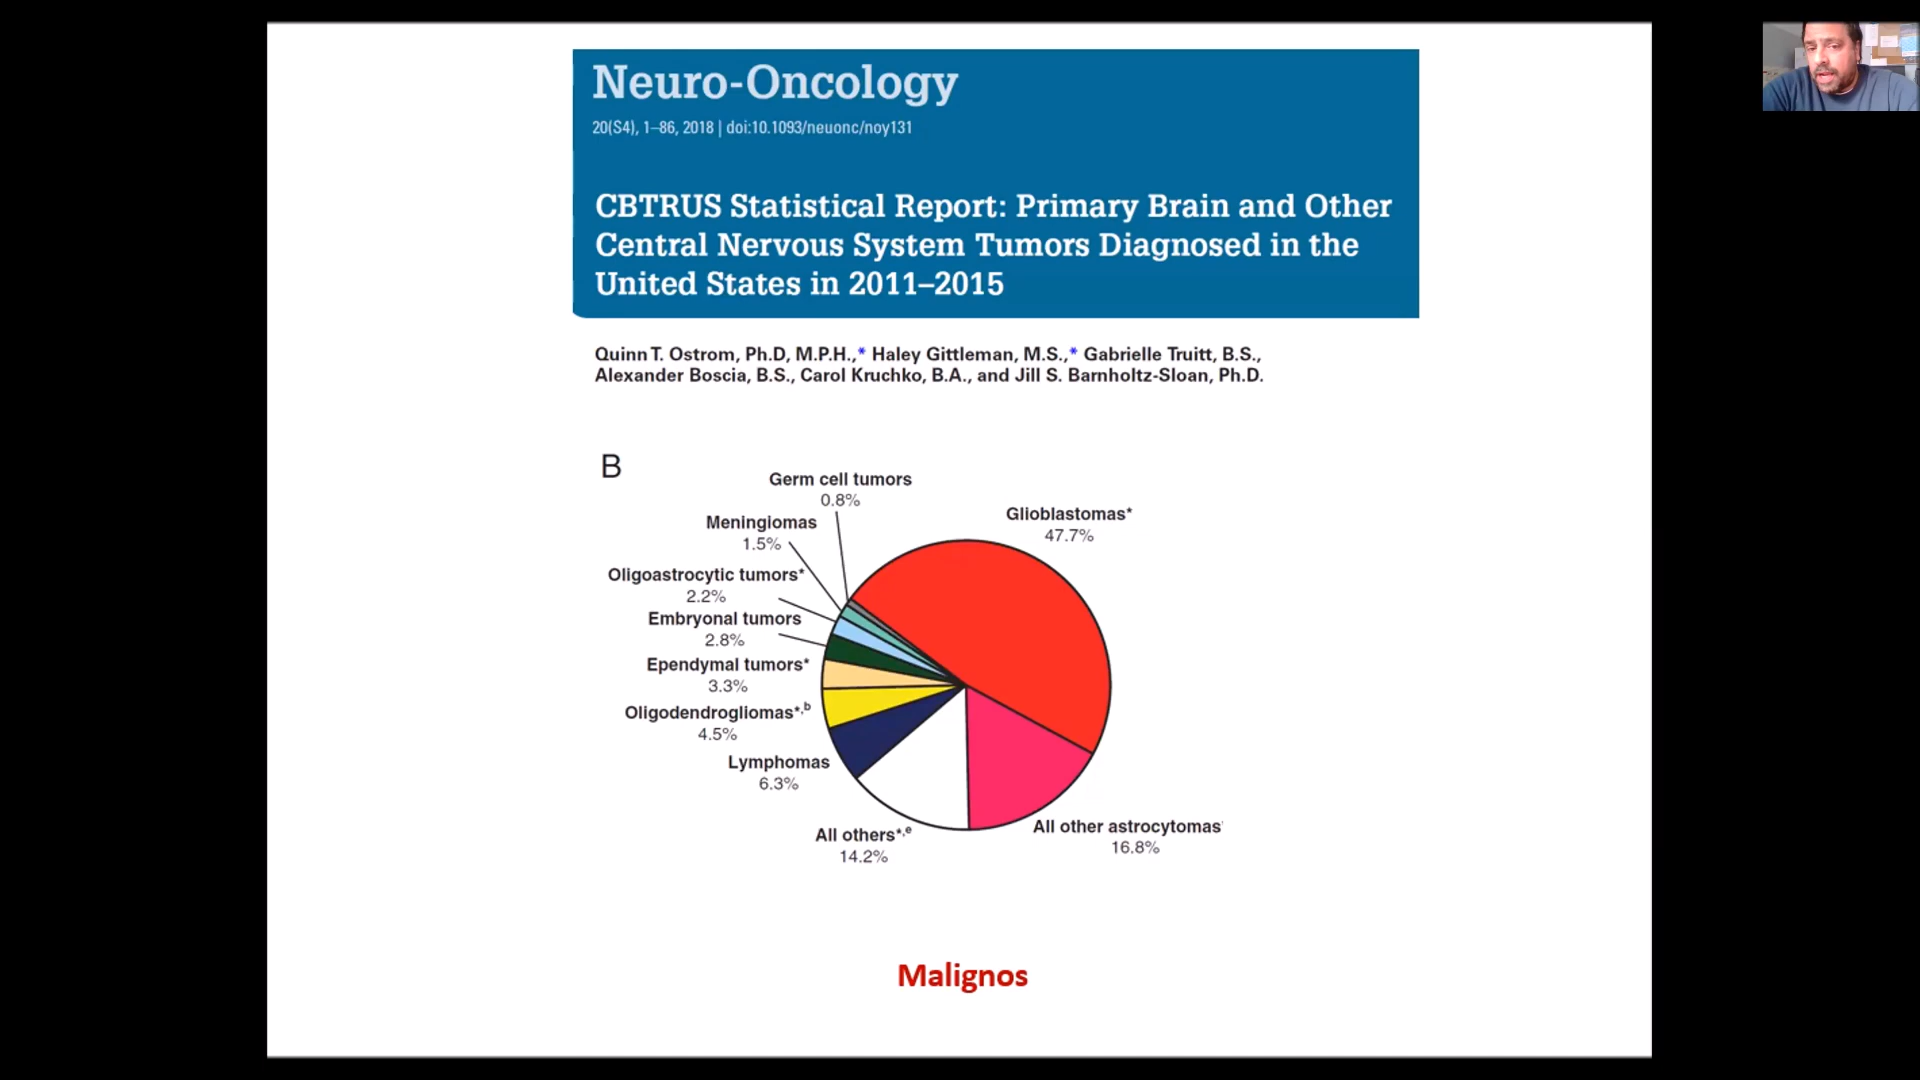 Neuro-Oncology
20(S4), 1–86, 2018 | doi:10.1093/neuonc/noy131
CBTRUS Statistical Report: Primary Brain and Other
Central Nervous System Tumors Diagnosed in the
United States in 2011–2015
Quinn T. Ostrom, Ph.D, M.P.H.,* Haley Gittleman, M.S.,* Gabrielle Truitt, B.S.,
Alexander Boscia, B.S., Carol Kruchko, B.A., and Jill S. Barnholtz-Sloan, Ph.D.
B
Germ cell tumors
0.8%
Meningiomas
1.5%
Oligoastrocytic tumors*
2.2%
Embryonal tumors
2.8%
Ependymal tumors*
3.3%
Oligodendrogliomas*,b
4.5%
Lymphomas
6.3%
All others*,e
14.2%
Glioblastomas*
47.7%
All other astrocytomas
16.8%
Malignos